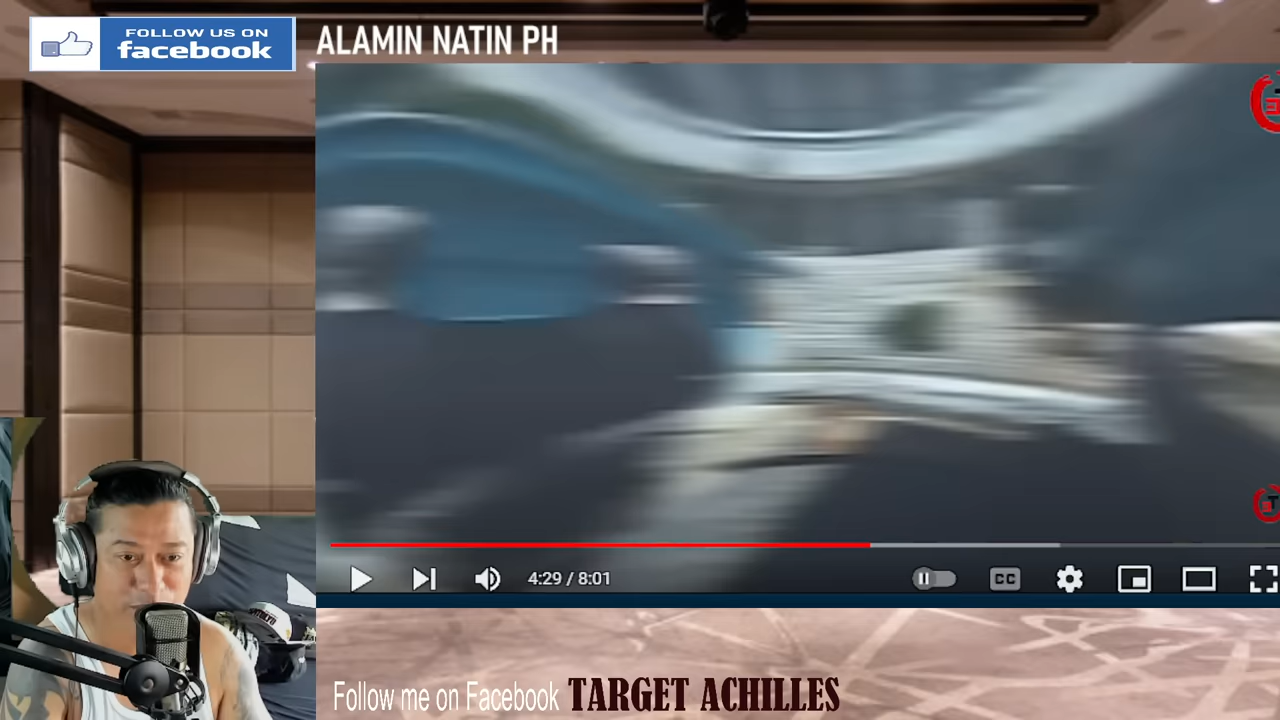 FOLLOW US ON
facebook
ALAMIN NATIN PH
4:29 / 8:01
CC
Follow me on Facebook TARGET ACHILLES